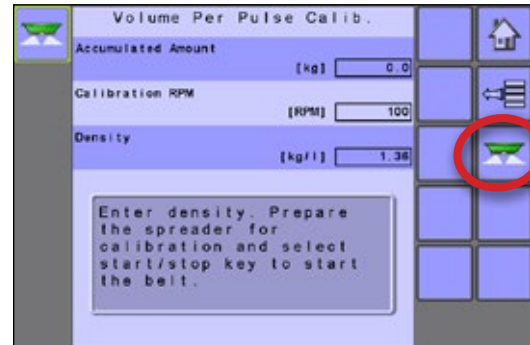 Volume Per Pulse Calib.
Accumulated Amount
[kg] 0.0
Calibration RPM
[RPM] 100
Density
[kg/l] 1.36
Enter density. Prepare
the spreader for
calibration and select
start/stop key to start
the belt.